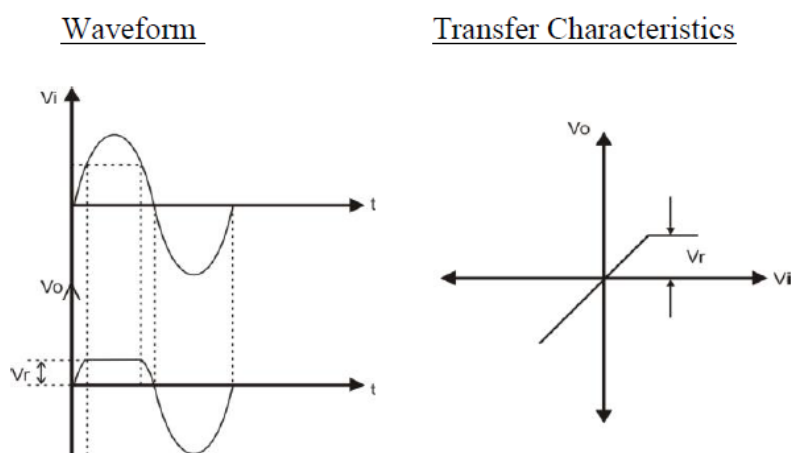 Waveform
Transfer Characteristics
Vi
t
Vo
Vr
t
Vo
Vr
Vi